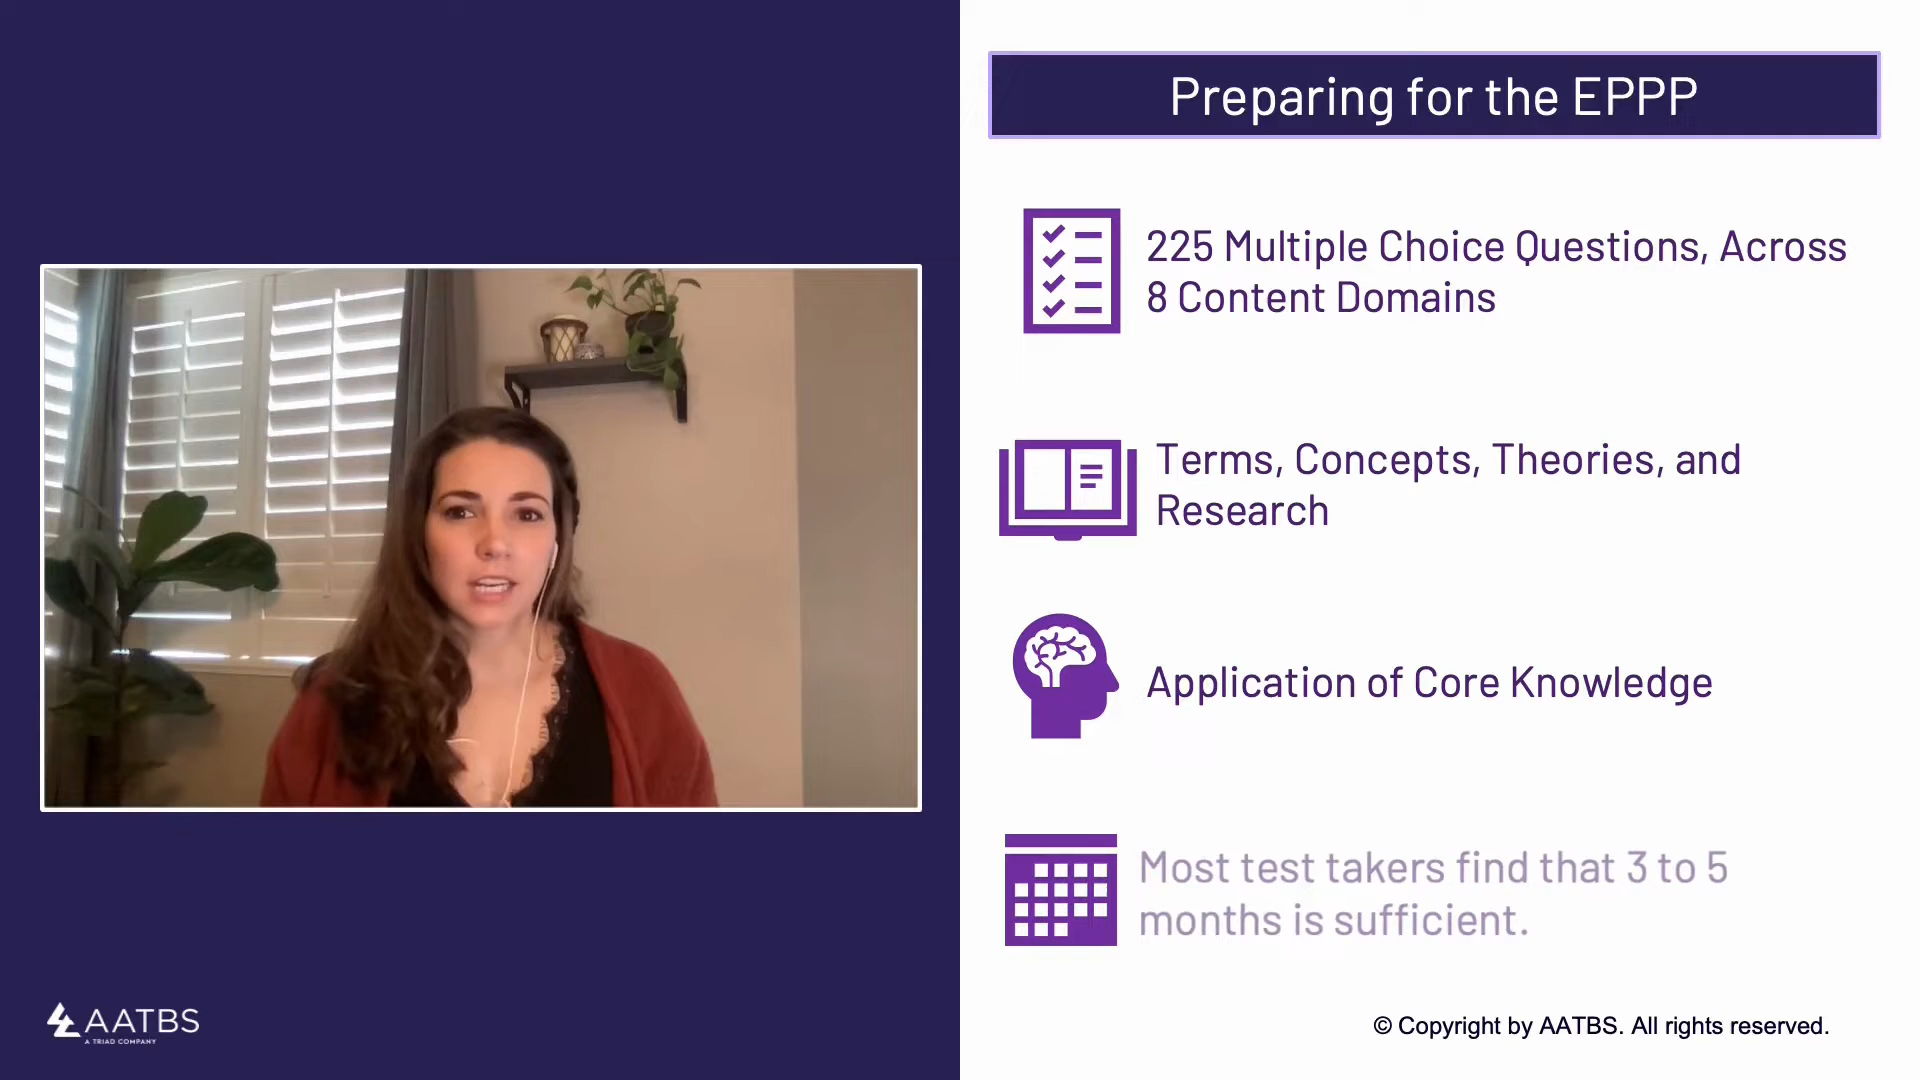 Preparing for the EPPP
225 Multiple Choice Questions, Across
8 Content Domains
Terms, Concepts, Theories, and
Research
Application of Core Knowledge
Most test takers find that 3 to 5
months is sufficient.
AATBS
A TRIAD COMPANY
© Copyright by AATBS. All rights reserved.